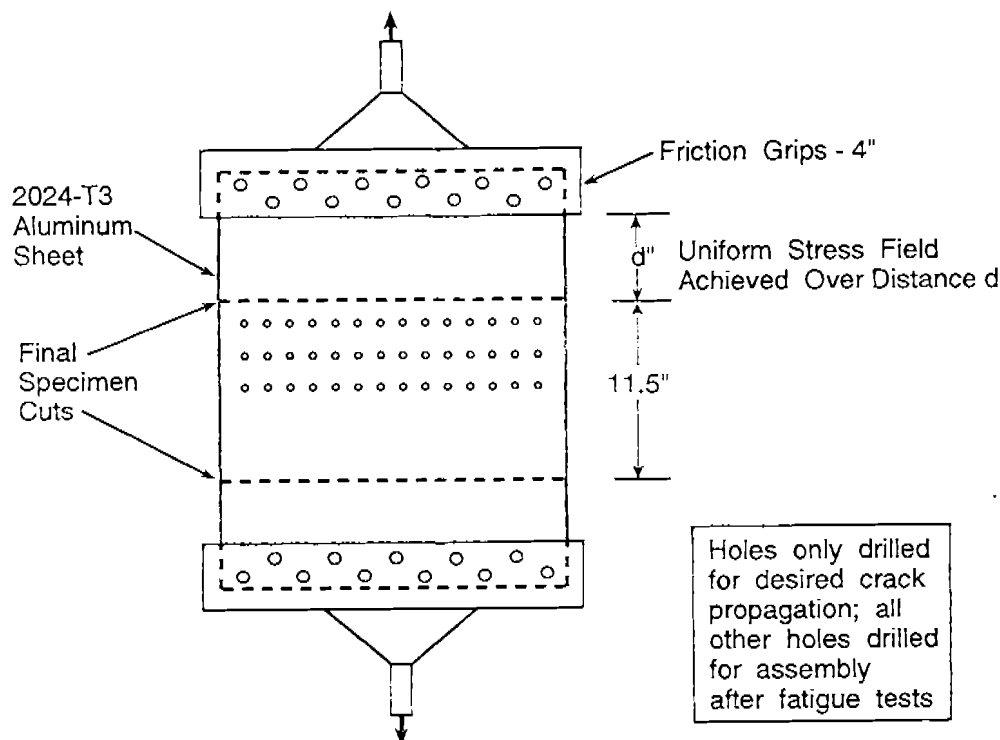 Friction Grips - 4"
2024-T3
Aluminum
Sheet
d"
Uniform Stress Field
Achieved Over Distance d
Final
Specimen
Cuts
11.5"
Holes only drilled
for desired crack
propagation; all
other holes drilled
for assembly
after fatigue tests